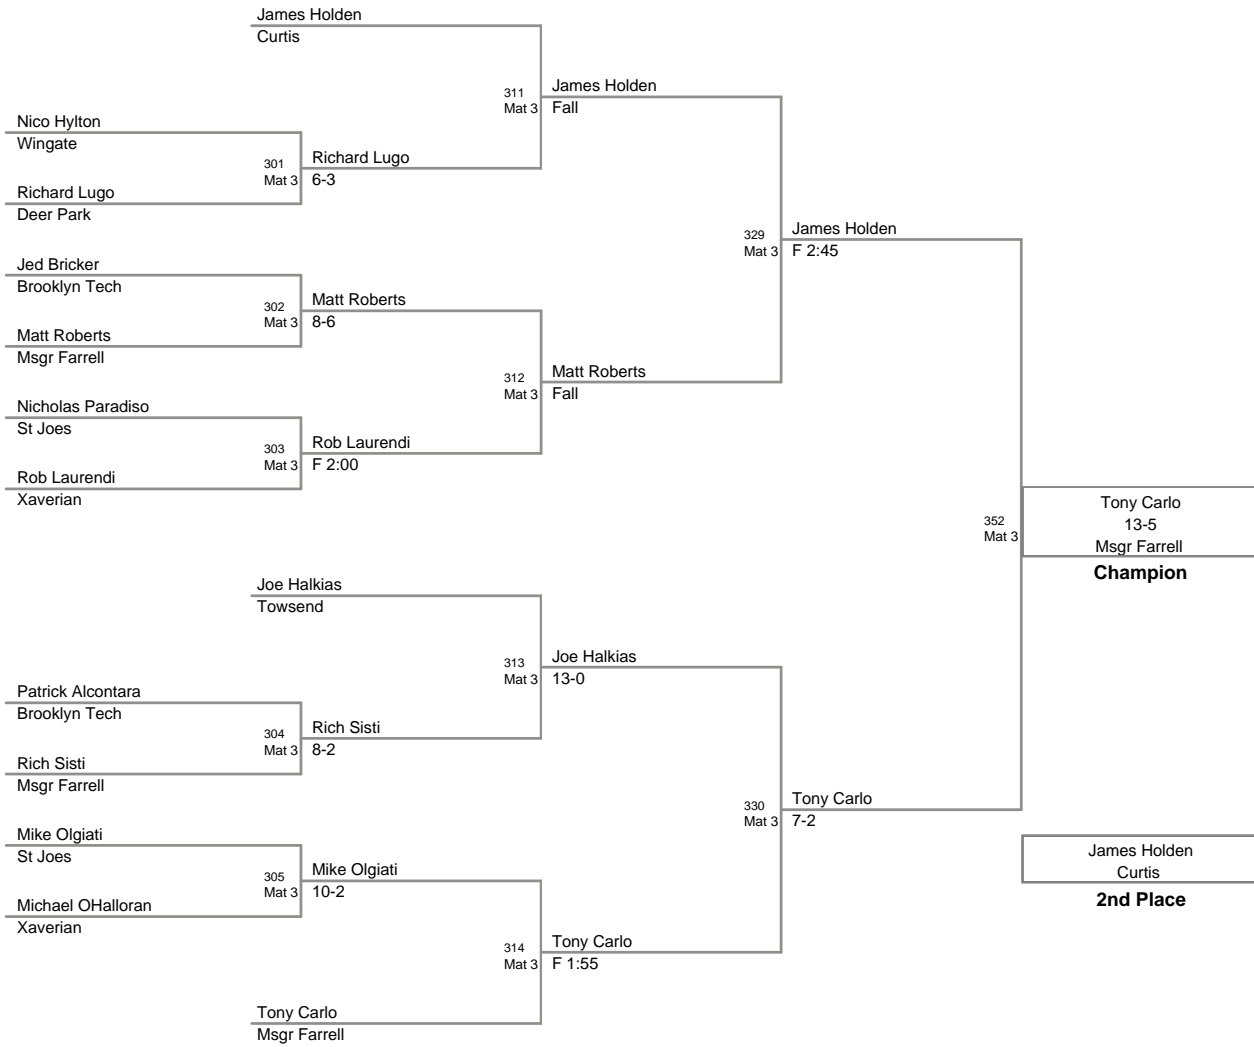 James Holden
Curtis
311
Mat 3
James Holden
Fall
Nico Hylton
Wingate
301
Mat 3
Richard Lugo
6-3
Richard Lugo
Deer Park
329
Mat 3
James Holden
F 2:45
Jed Bricker
Brooklyn Tech
302
Mat 3
Matt Roberts
8-6
Matt Roberts
Msgr Farrell
312
Mat 3
Matt Roberts
Fall
Nicholas Paradiso
St Joes
303
Mat 3
Rob Laurendi
F 2:00
Rob Laurendi
Xaverian
352
Mat 3
Tony Carlo
13-5
Msgr Farrell
Champion
Joe Halkias
Towsend
313
Mat 3
Joe Halkias
13-0
Patrick Alcontara
Brooklyn Tech
304
Mat 3
Rich Sisti
8-2
Rich Sisti
Msgr Farrell
330
Mat 3
Tony Carlo
7-2
Mike Olgiati
St Joes
305
Mat 3
Mike Olgiati
10-2
Michael OHalloran
Xaverian
James Holden
Curtis
2nd Place
314
Mat 3
Tony Carlo
F 1:55
Tony Carlo
Msgr Farrell